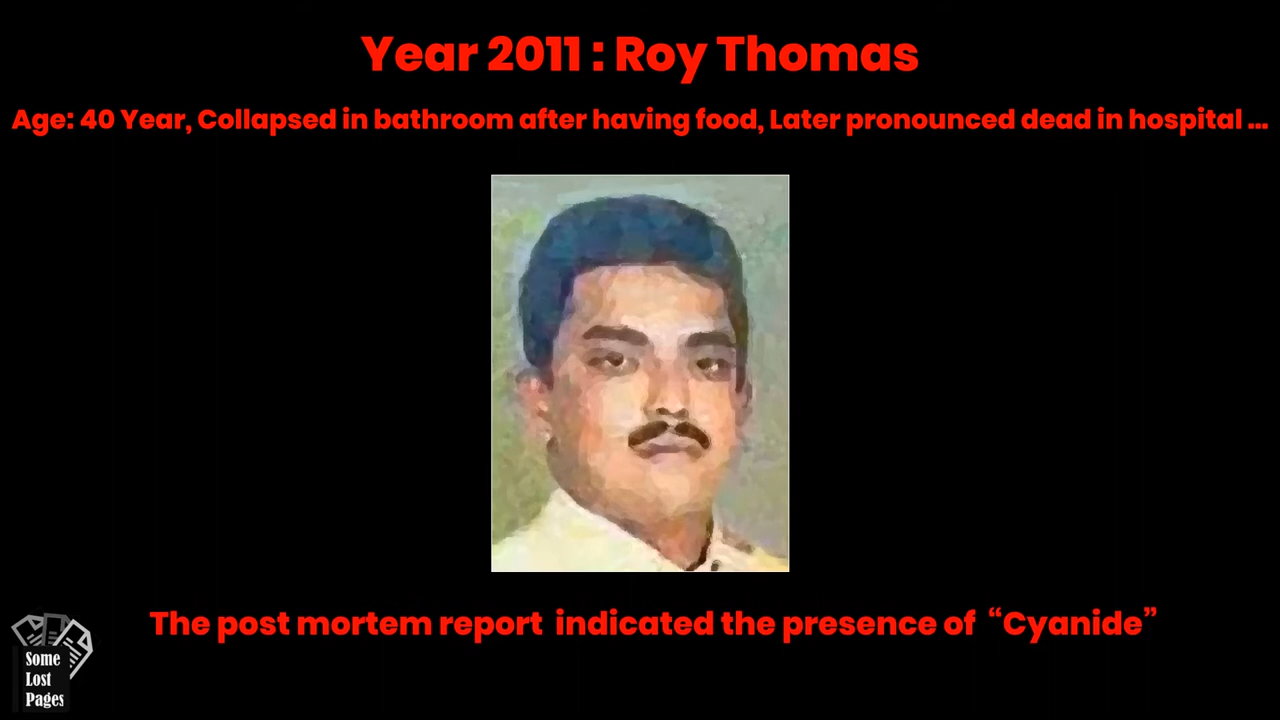 Year 2011 : Roy Thomas
Age: 40 Year, Collapsed in bathroom after having food, Later pronounced dead in hospital ...
The post mortem report indicated the presence of “Cyanide”
Some
Lost
Pages